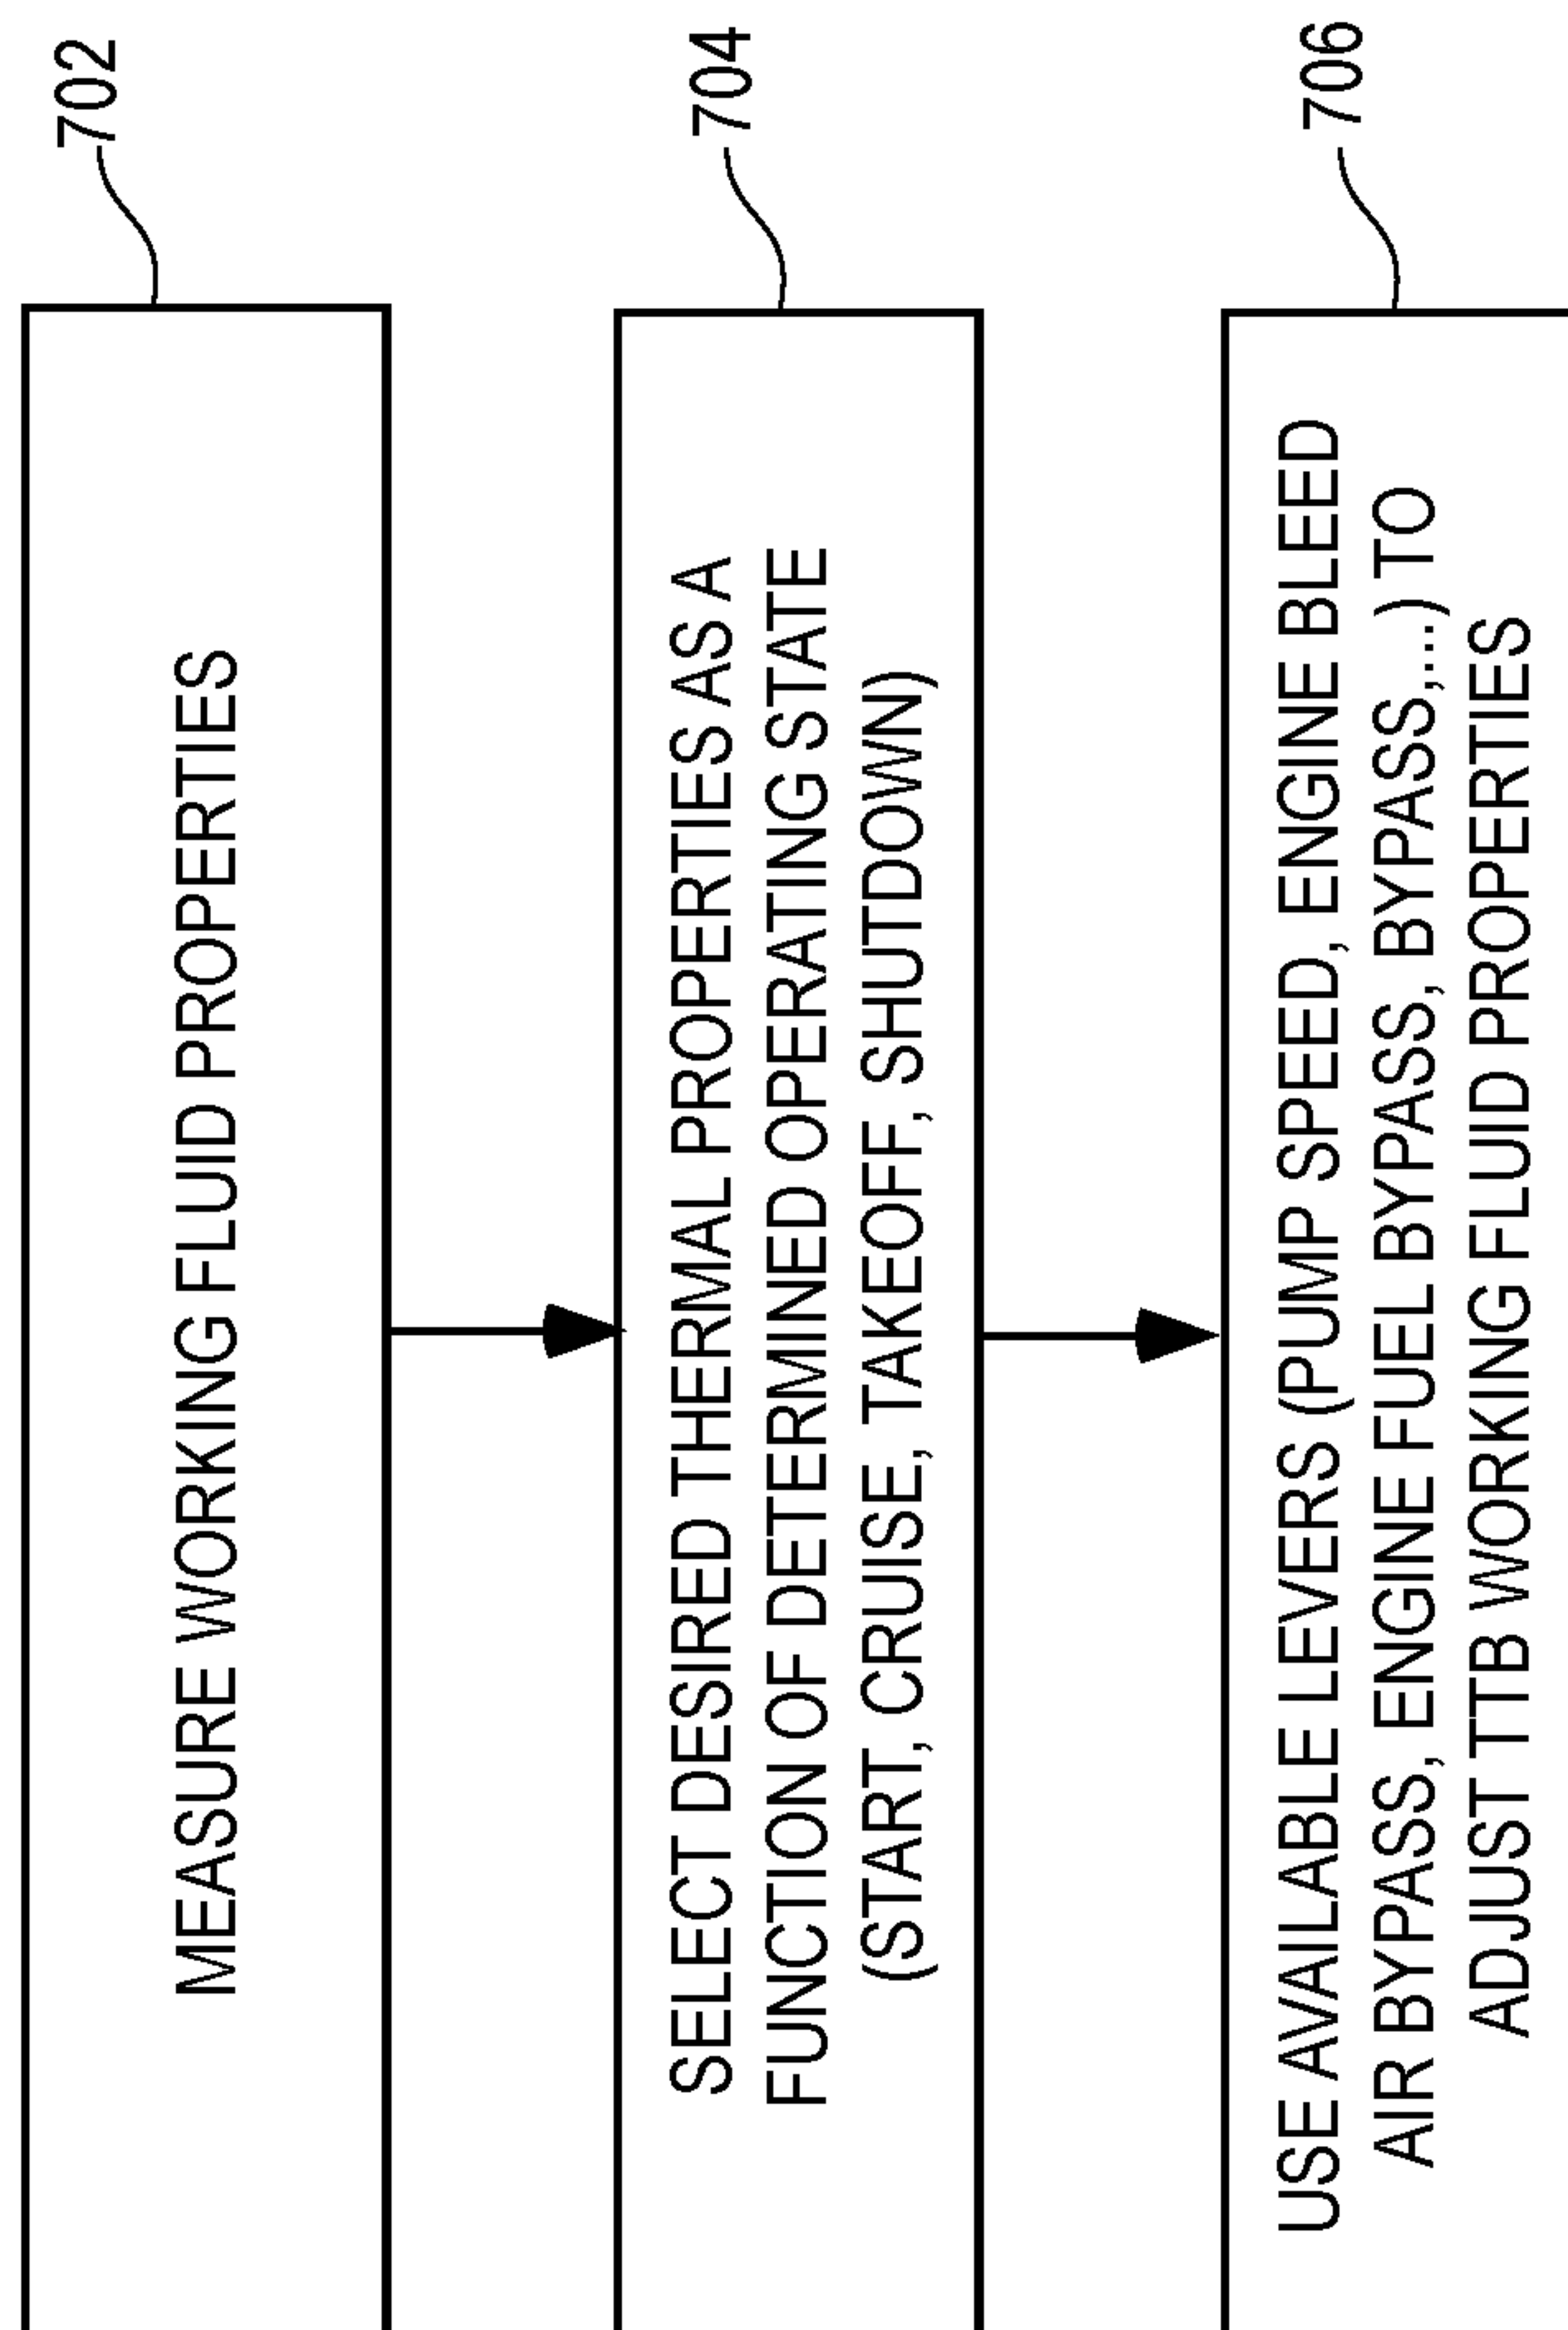 702
MEASURE WORKING FLUID PROPERTIES
704
SELECT DESIRED THERMAL PROPERTIES AS A
FUNCTION OF DETERMINED OPERATING STATE
(START, CRUISE, TAKEOFF, SHUTDOWN)
706
USE AVAILABLE LEVERS (PUMP SPEED, ENGINE BLEED
AIR BYPASS, ENGINE FUEL BYPASS, BYPASS,...) TO
ADJUST TTB WORKING FLUID PROPERTIES